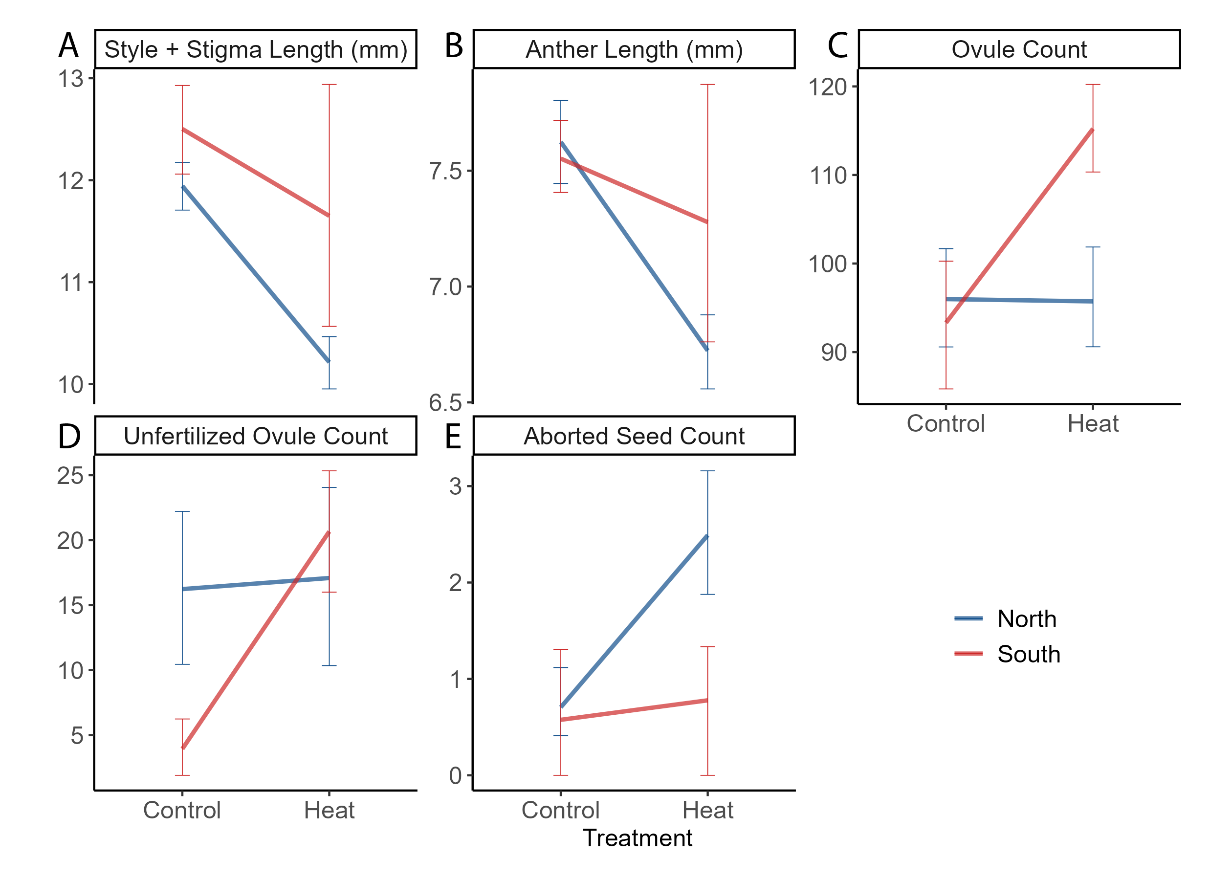 A Style + Stigma Length (mm)
13
12
11
10
B Anther Length (mm)
7.5
7.0
6.5
C Ovule Count
120
110
100
90
Control Heat
D Unfertilized Ovule Count
25
20
15
10
5
Control Heat
E Aborted Seed Count
3
2
1
0
Control Heat
Treatment
North
South